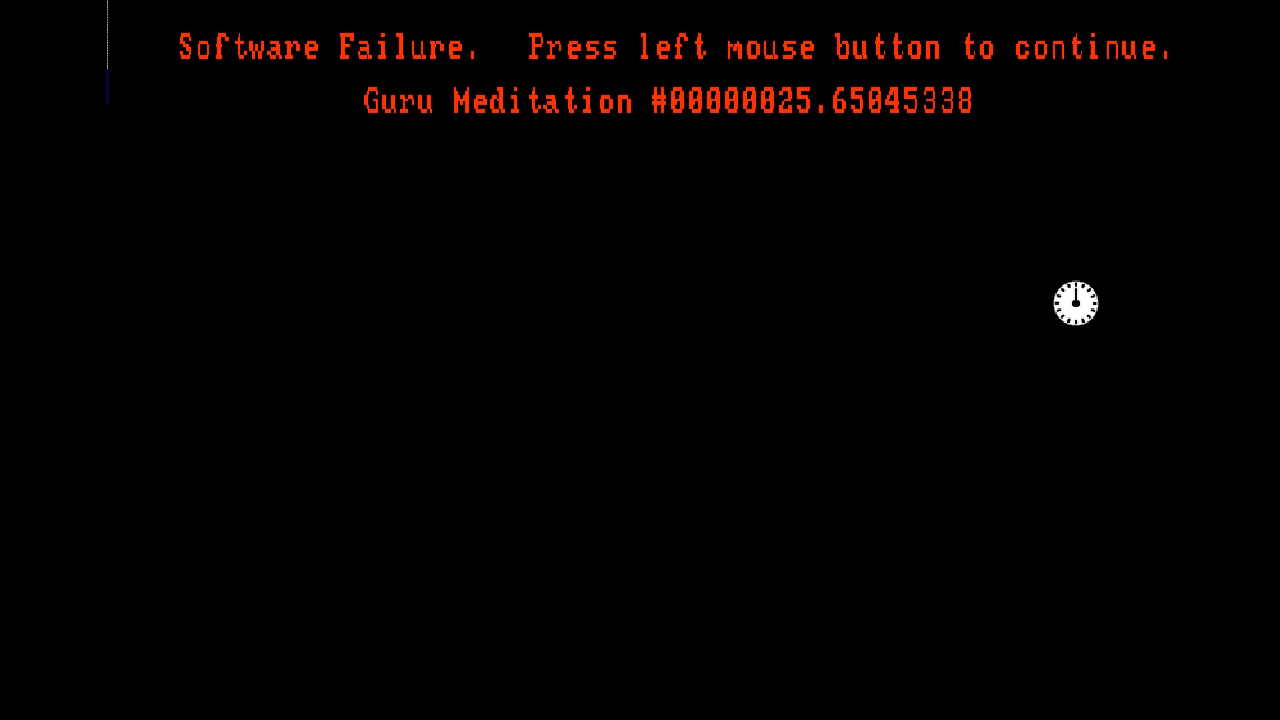 Software Failure.   Press left mouse button to continue.
Guru Meditation #00000025.65045338